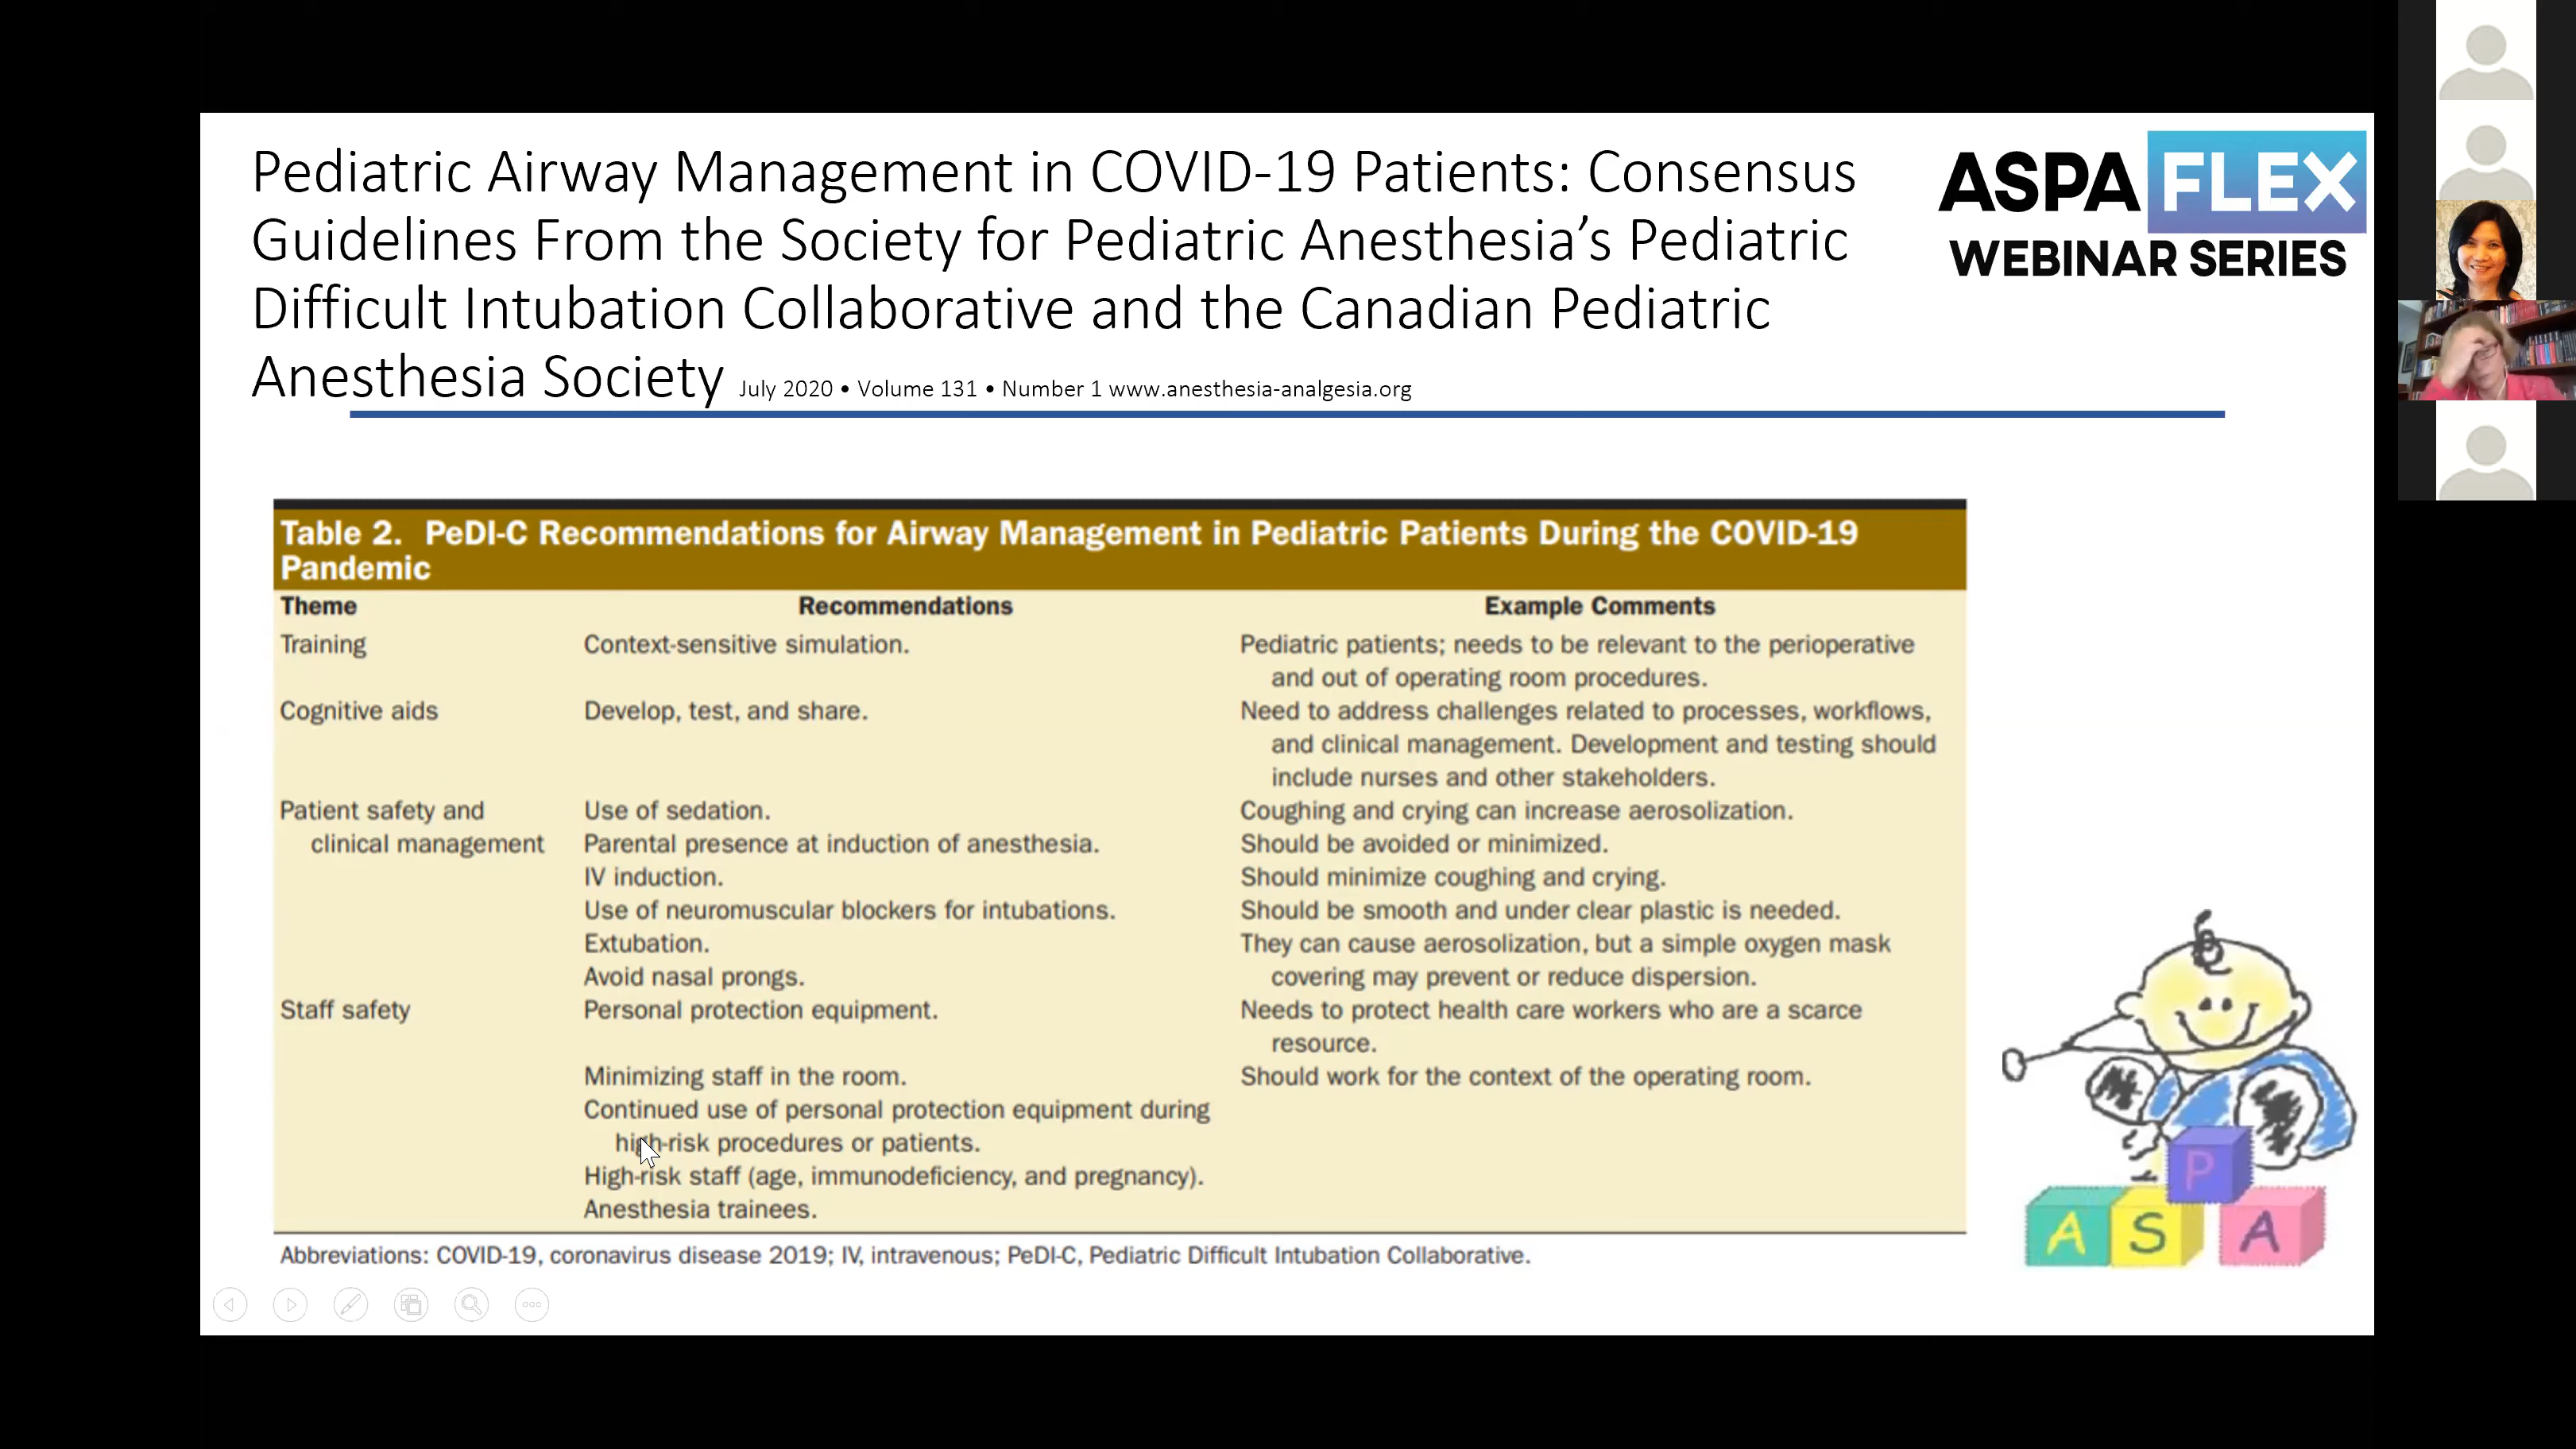 Pediatric Airway Management in COVID-19 Patients: Consensus
Guidelines From the Society for Pediatric Anesthesia’s Pediatric
Difficult Intubation Collaborative and the Canadian Pediatric
Anesthesia Society July 2020 • Volume 131 • Number 1 www.anesthesia-analgesia.org
ASPA FLEX
WEBINAR SERIES
Table 2. PeDI-C Recommendations for Airway Management in Pediatric Patients During the COVID-19
Pandemic
Theme Recommendations Example Comments
Training Context-sensitive simulation. Pediatric patients; needs to be relevant to the perioperative
and out of operating room procedures.
Cognitive aids Develop, test, and share. Need to address challenges related to processes, workflows,
and clinical management. Development and testing should
include nurses and other stakeholders.
Patient safety and Use of sedation. Coughing and crying can increase aerosolization.
clinical management Parental presence at induction of anesthesia. Should be avoided or minimized.
IV induction. Should minimize coughing and crying.
Use of neuromuscular blockers for intubations. Should be smooth and under clear plastic is needed.
Extubation. They can cause aerosolization, but a simple oxygen mask
Avoid nasal prongs. covering may prevent or reduce dispersion.
Staff safety Personal protection equipment. Needs to protect health care workers who are a scarce
resource.
Minimizing staff in the room. Should work for the context of the operating room.
Continued use of personal protection equipment during
high-risk procedures or patients.
High-risk staff (age, immunodeficiency, and pregnancy).
Anesthesia trainees.
Abbreviations: COVID-19, coronavirus disease 2019; IV, intravenous; PeDI-C, Pediatric Difficult Intubation Collaborative.
P
A S A